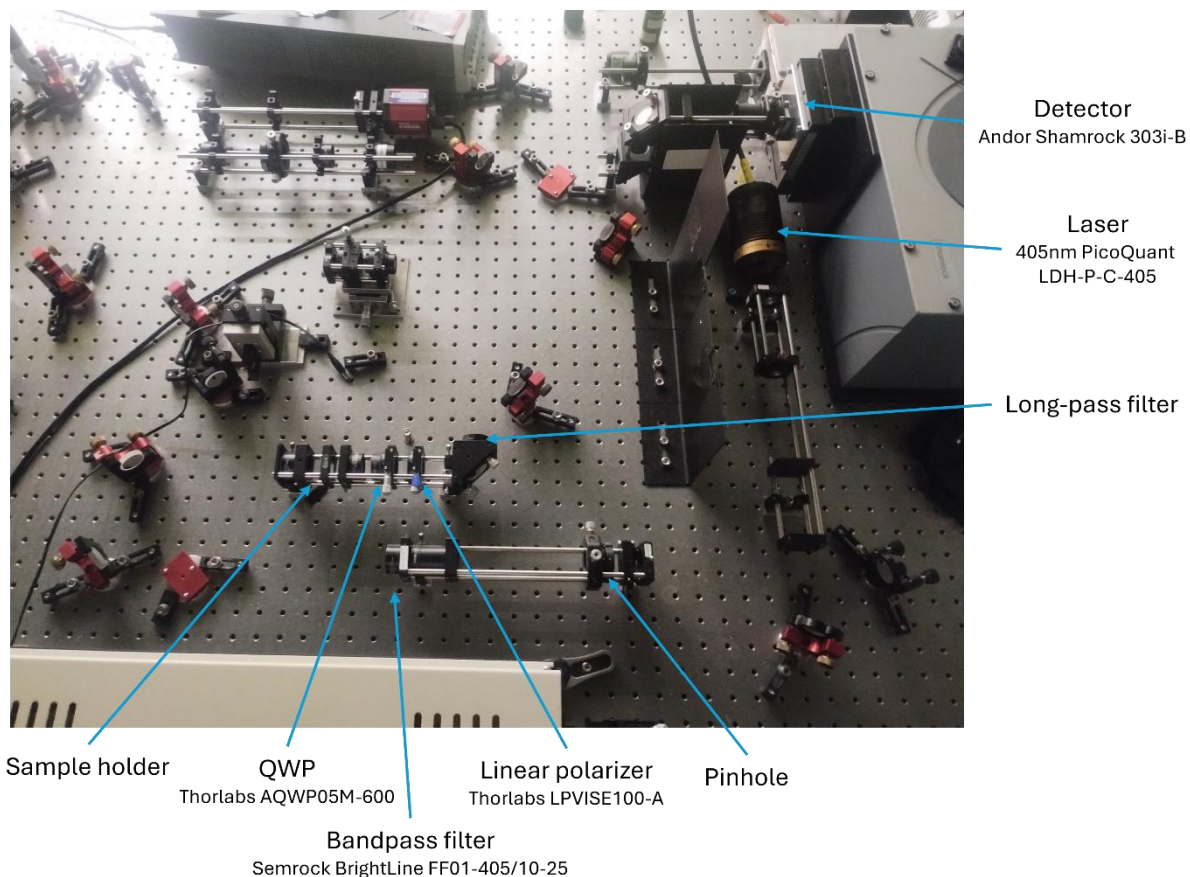 Detector
Andor Shamrock 303i-B
Laser
405nm PicoQuant
LDH-P-C-405
Long-pass filter
Sample holder
QWP
Thorlabs AQWP05M-600
Linear polarizer
Thorlabs LPVISE100-A
Pinhole
Bandpass filter
Semrock BrightLine FF01-405/10-25